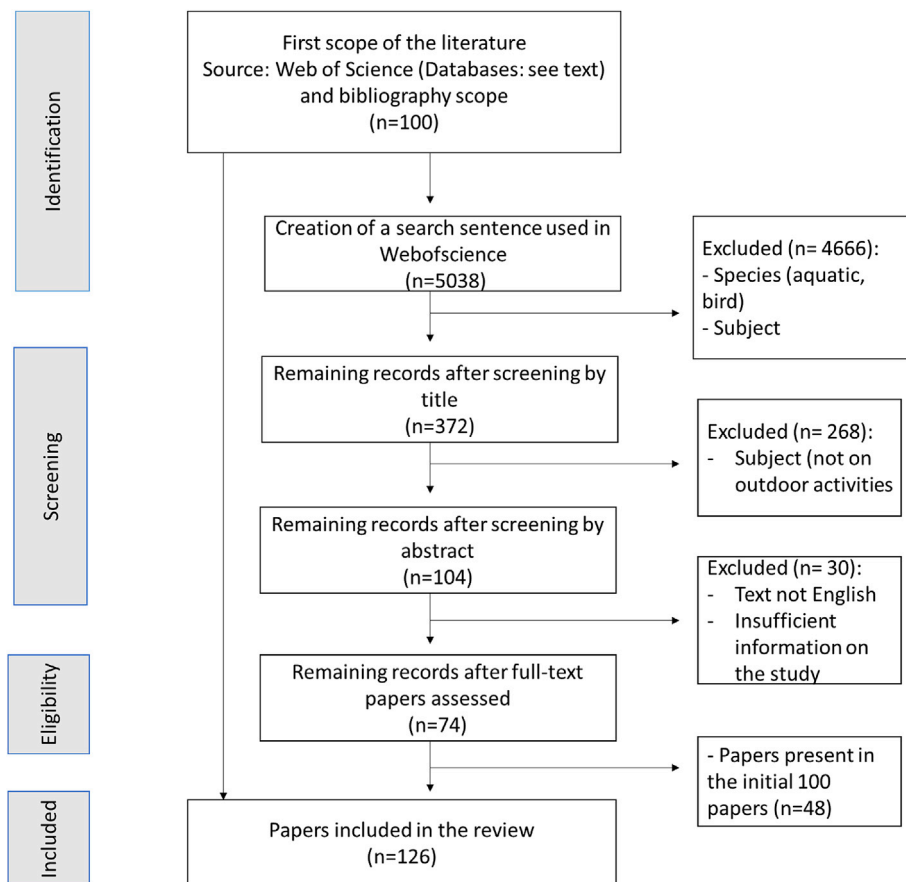 Identification
First scope of the literature
Source: Web of Science (Databases: see text)
and bibliography scope
(n=100)
Creation of a search sentence used in
Webofscience
(n=5038)
Excluded (n= 4666):
- Species (aquatic,
bird)
- Subject
Screening
Remaining records after screening by
title
(n=372)
Excluded (n= 268):
- Subject (not on
outdoor activities
Remaining records after screening by
abstract
(n=104)
Excluded (n= 30):
- Text not English
- Insufficient
information on
the study
Eligibility
Remaining records after full-text
papers assessed
(n=74)
- Papers present in
the initial 100
papers (n=48)
Included
Papers included in the review
(n=126)